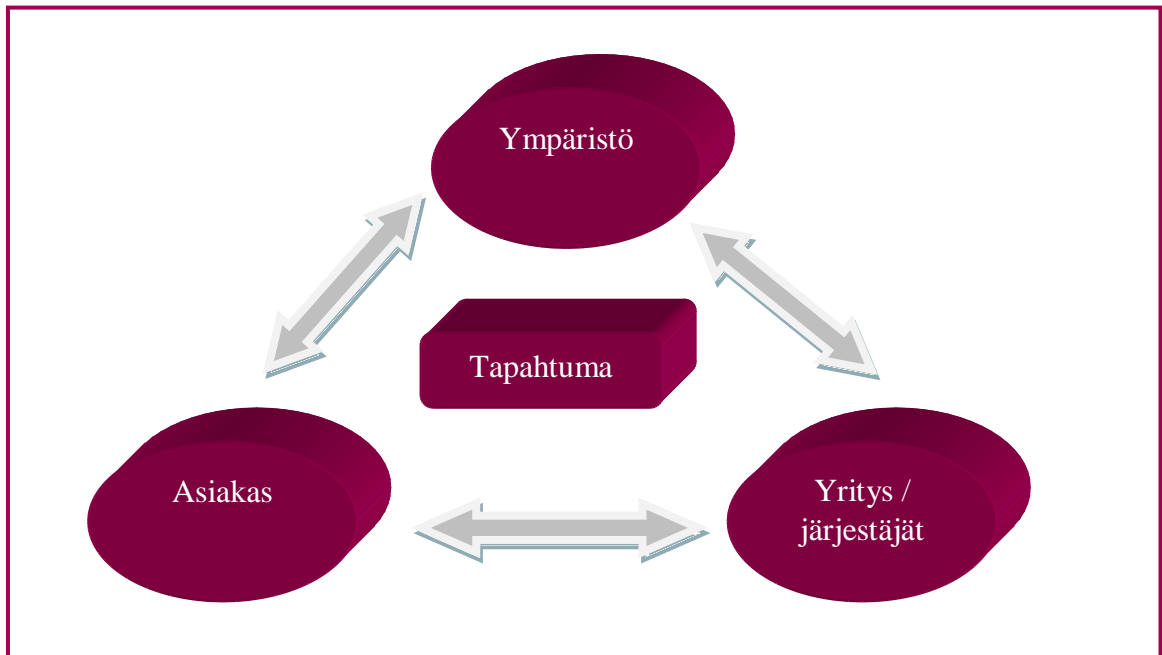 Ympäristö
Tapahtuma
Asiakas
Yritys /
järjestäjät